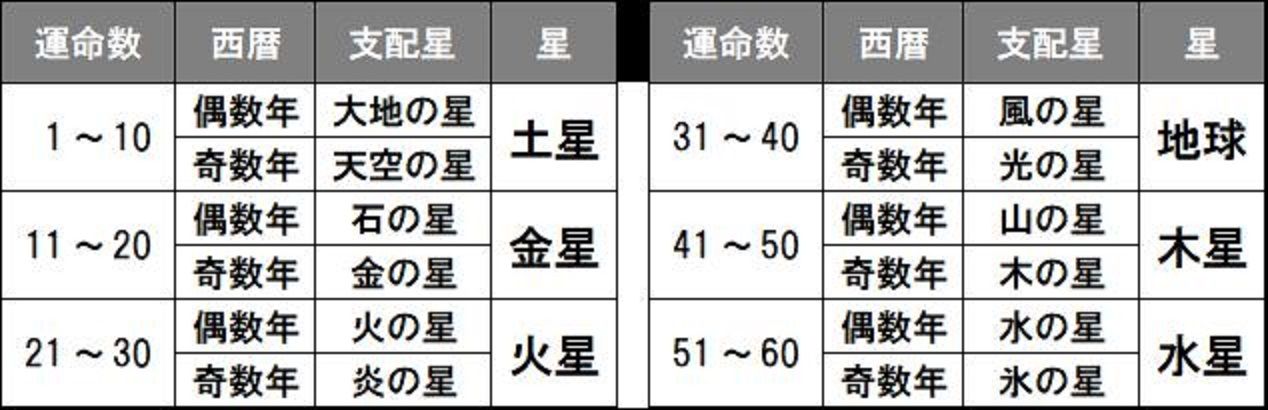 運命数 西暦 支配星 星
1～10 偶数年 大地の星 土星
奇数年 天空の星
11～20 偶数年 石の星 金星
奇数年 金の星
21～30 偶数年 火の星 火星
奇数年 炎の星
運命数 西暦 支配星 星
31～40 偶数年 風の星 地球
奇数年 光の星
41～50 偶数年 山の星 木星
奇数年 木の星
51～60 偶数年 水の星 水星
奇数年 氷の星